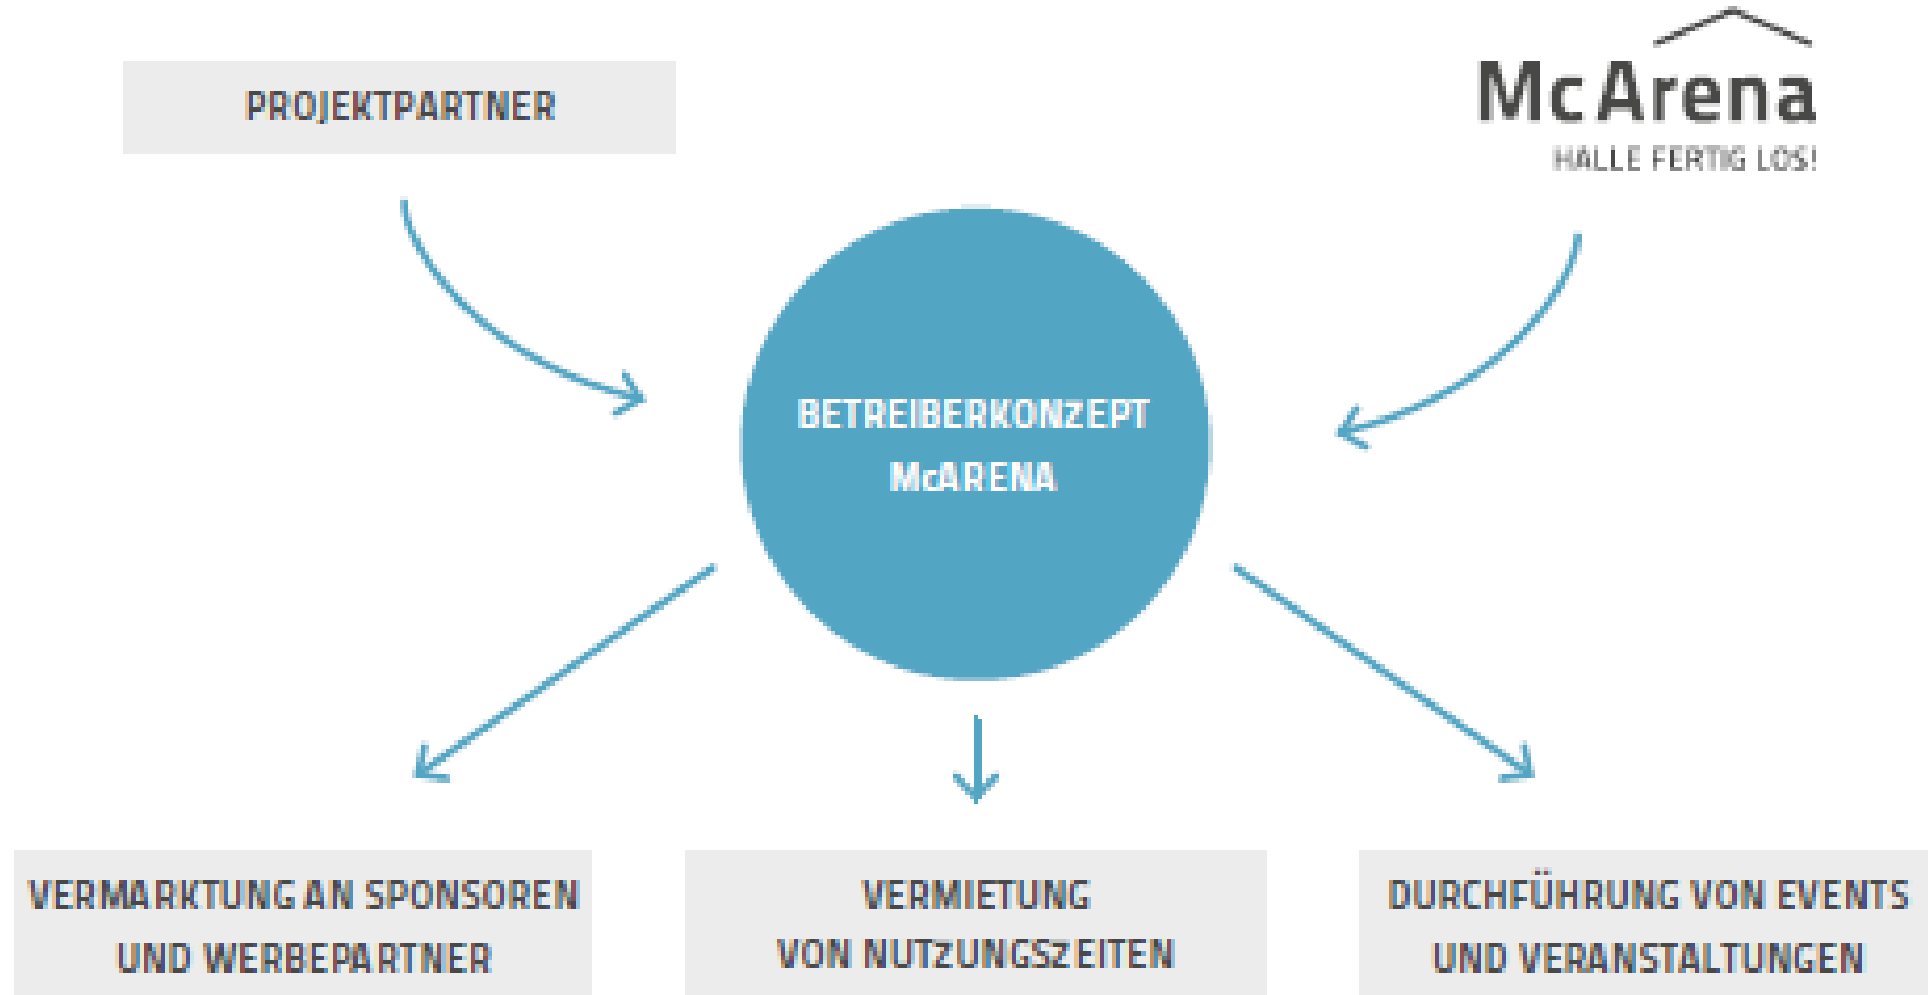 PROJEKTPARTNER
McArena
HALLE FERTIG LOS!
BETREIBERKONZEPT
McARENA
VERMARKTUNG AN SPONSOREN
UND WERBEPARTNER
VERMIETUNG
VON NUTZUNGSZEITEN
DURCHFÜHRUNG VON EVENTS
UND VERANSTALTUNGEN